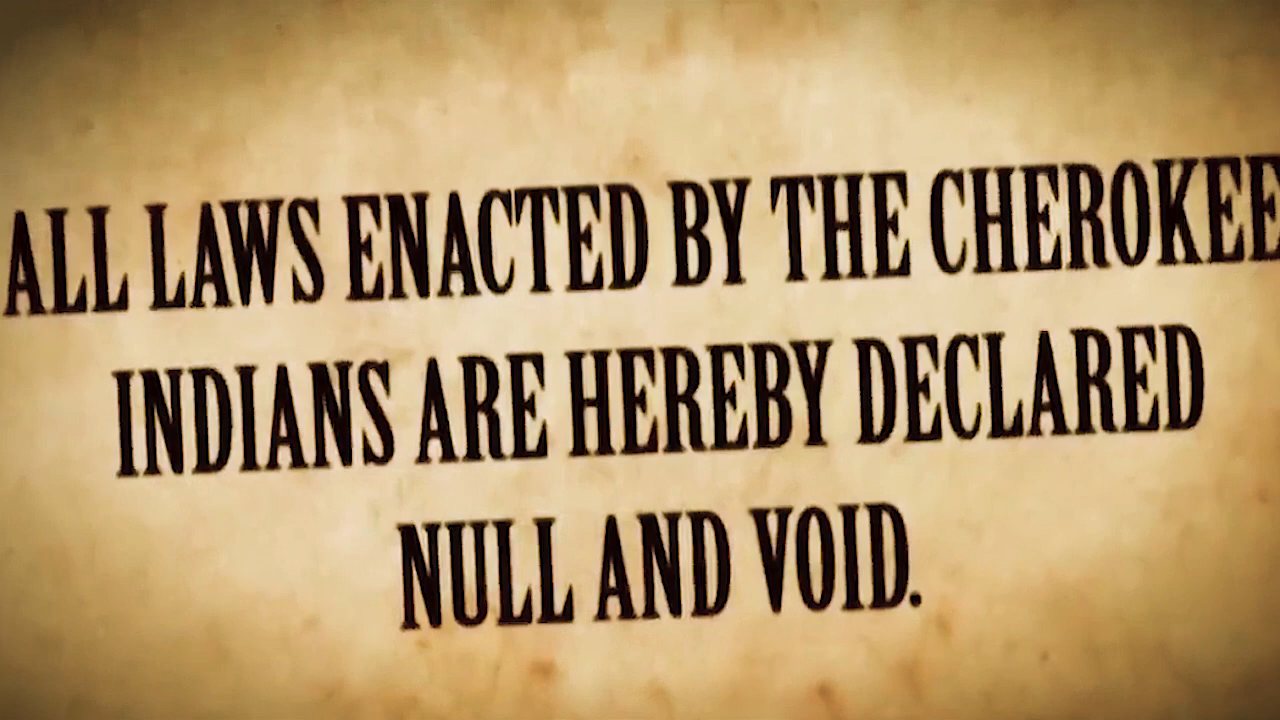 ALL LAWS ENACTED BY THE CHEROKEE
INDIANS ARE HEREBY DECLARED
NULL AND VOID.